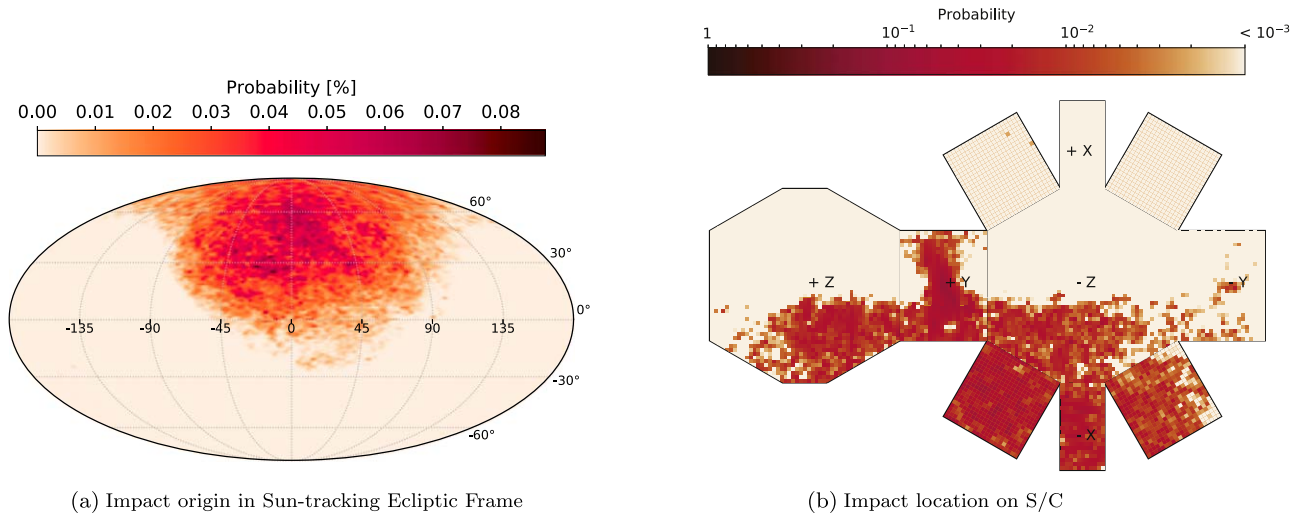 Probability [%]
0.00 0.01 0.02 0.03 0.04 0.05 0.06 0.07 0.08
60°
30°
0°
-135 -90 -45 0 45 90 135
-30°
-60°
(a) Impact origin in Sun-tracking Ecliptic Frame
Probability
1 10⁻¹ 10⁻² < 10⁻³
+ X
+ Z + Y - Z - Y
- X
(b) Impact location on S/C